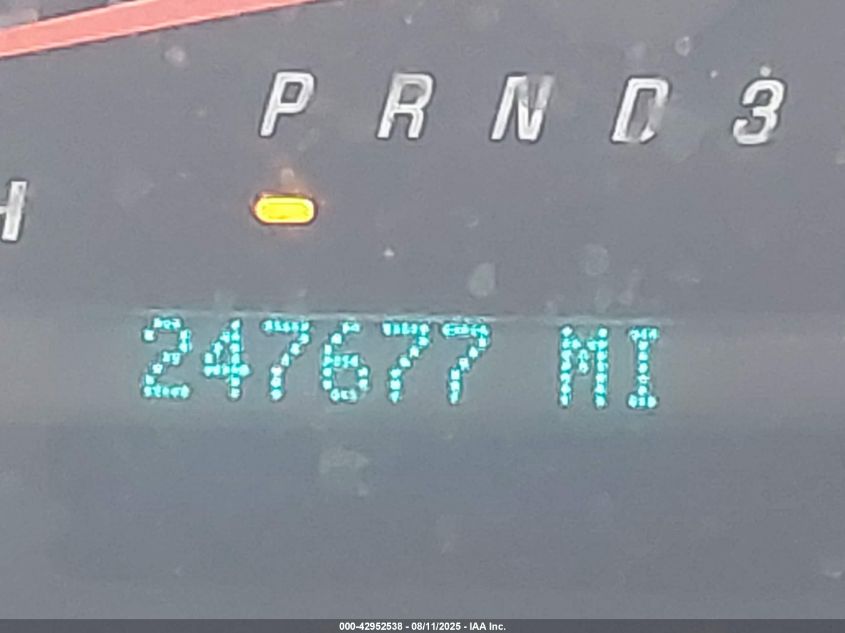 P R N D 3
H
247677 MI
000-42952538 - 08/11/2025 - IAA Inc.